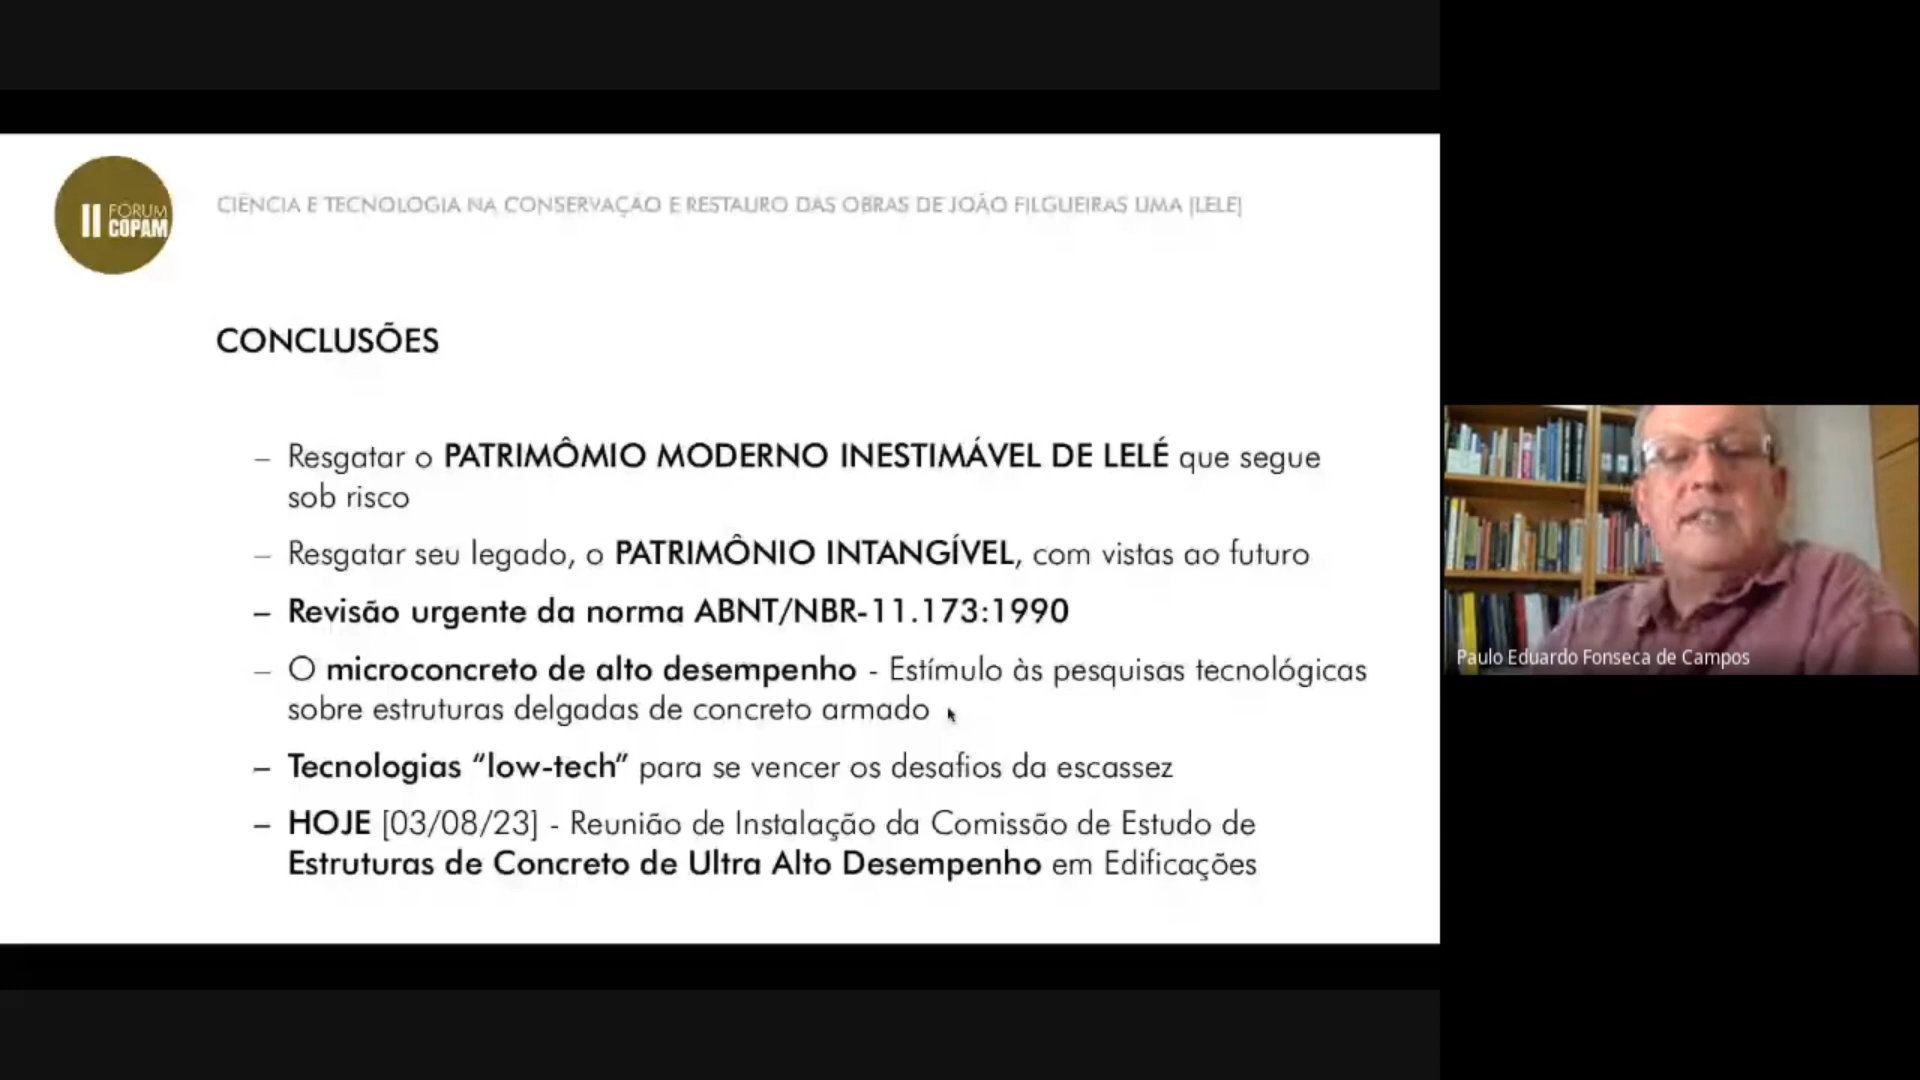 II FÓRUM
COPAM
CIÊNCIA E TECNOLOGIA NA CONSERVAÇÃO E RESTAURO DAS OBRAS DE JOÃO FILGUEIRAS LIMA [LELÉ]
CONCLUSÕES
– Resgatar o PATRIMÔMIO MODERNO INESTIMÁVEL DE LELÉ que segue
sob risco
– Resgatar seu legado, o PATRIMÔNIO INTANGÍVEL, com vistas ao futuro
– Revisão urgente da norma ABNT/NBR-11.173:1990
– O microconcreto de alto desempenho - Estímulo às pesquisas tecnológicas
sobre estruturas delgadas de concreto armado
– Tecnologias “low-tech” para se vencer os desafios da escassez
– HOJE [03/08/23] - Reunião de Instalação da Comissão de Estudo de
Estruturas de Concreto de Ultra Alto Desempenho em Edificações
Paulo Eduardo Fonseca de Campos